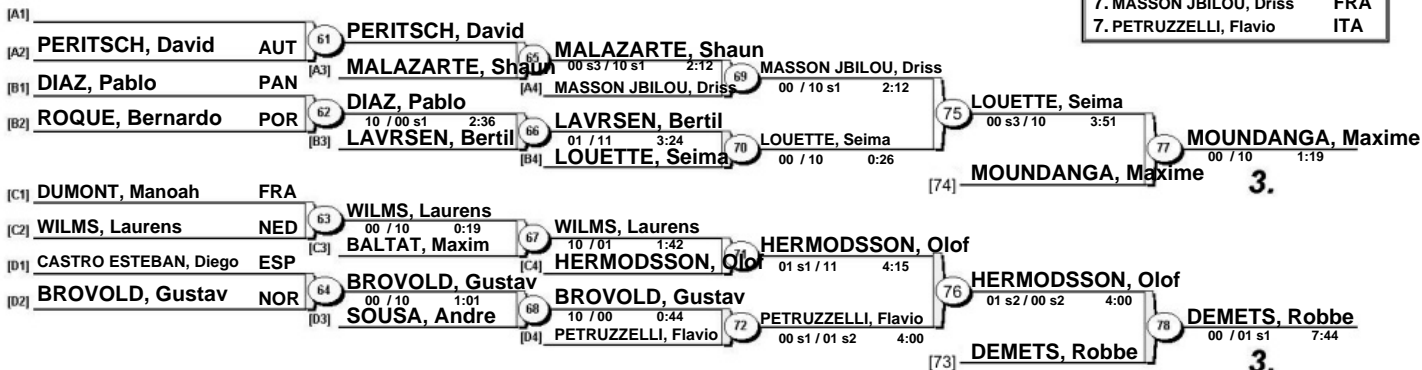 7. MASSON JBILOU, Driss FRA
7. PETRUZZELLI, Flavio ITA
[A1]
[A2] PERITSCH, David AUT
61
PERITSCH, David
[A3] MALAZARTE, Shaun
65
MALAZARTE, Shaun
00 s3 / 10 s1 2:12
[A4] MASSON JBILOU, Driss
69
MASSON JBILOU, Driss
00 / 10 s1 2:12
[B1] DIAZ, Pablo PAN
[B2] ROQUE, Bernardo POR
62
DIAZ, Pablo
10 / 00 s1 2:36
[B3] LAVRSEN, Bertil
66
LAVRSEN, Bertil
01 / 11 3:24
[B4] LOUETTE, Seima
70
LOUETTE, Seima
00 / 10 0:26
75
LOUETTE, Seima
00 s3 / 10 3:51
[74] MOUNDANGA, Maxime
77
MOUNDANGA, Maxime
00 / 10 1:19
3.
[C1] DUMONT, Manoah FRA
[C2] WILMS, Laurens NED
63
WILMS, Laurens
00 / 10 0:19
[C3] BALTAT, Maxim
67
WILMS, Laurens
10 / 01 1:42
[C4] HERMODSSON, Olof
71
HERMODSSON, Olof
01 s1 / 11 4:15
[D1] CASTRO ESTEBAN, Diego ESP
[D2] BROVOLD, Gustav NOR
64
BROVOLD, Gustav
00 / 10 1:01
[D3] SOUSA, Andre
68
BROVOLD, Gustav
10 / 00 0:44
[D4] PETRUZZELLI, Flavio
72
PETRUZZELLI, Flavio
00 s1 / 01 s2 4:00
76
HERMODSSON, Olof
01 s2 / 00 s2 4:00
[73] DEMETS, Robbe
78
DEMETS, Robbe
00 / 01 s1 7:44
3.